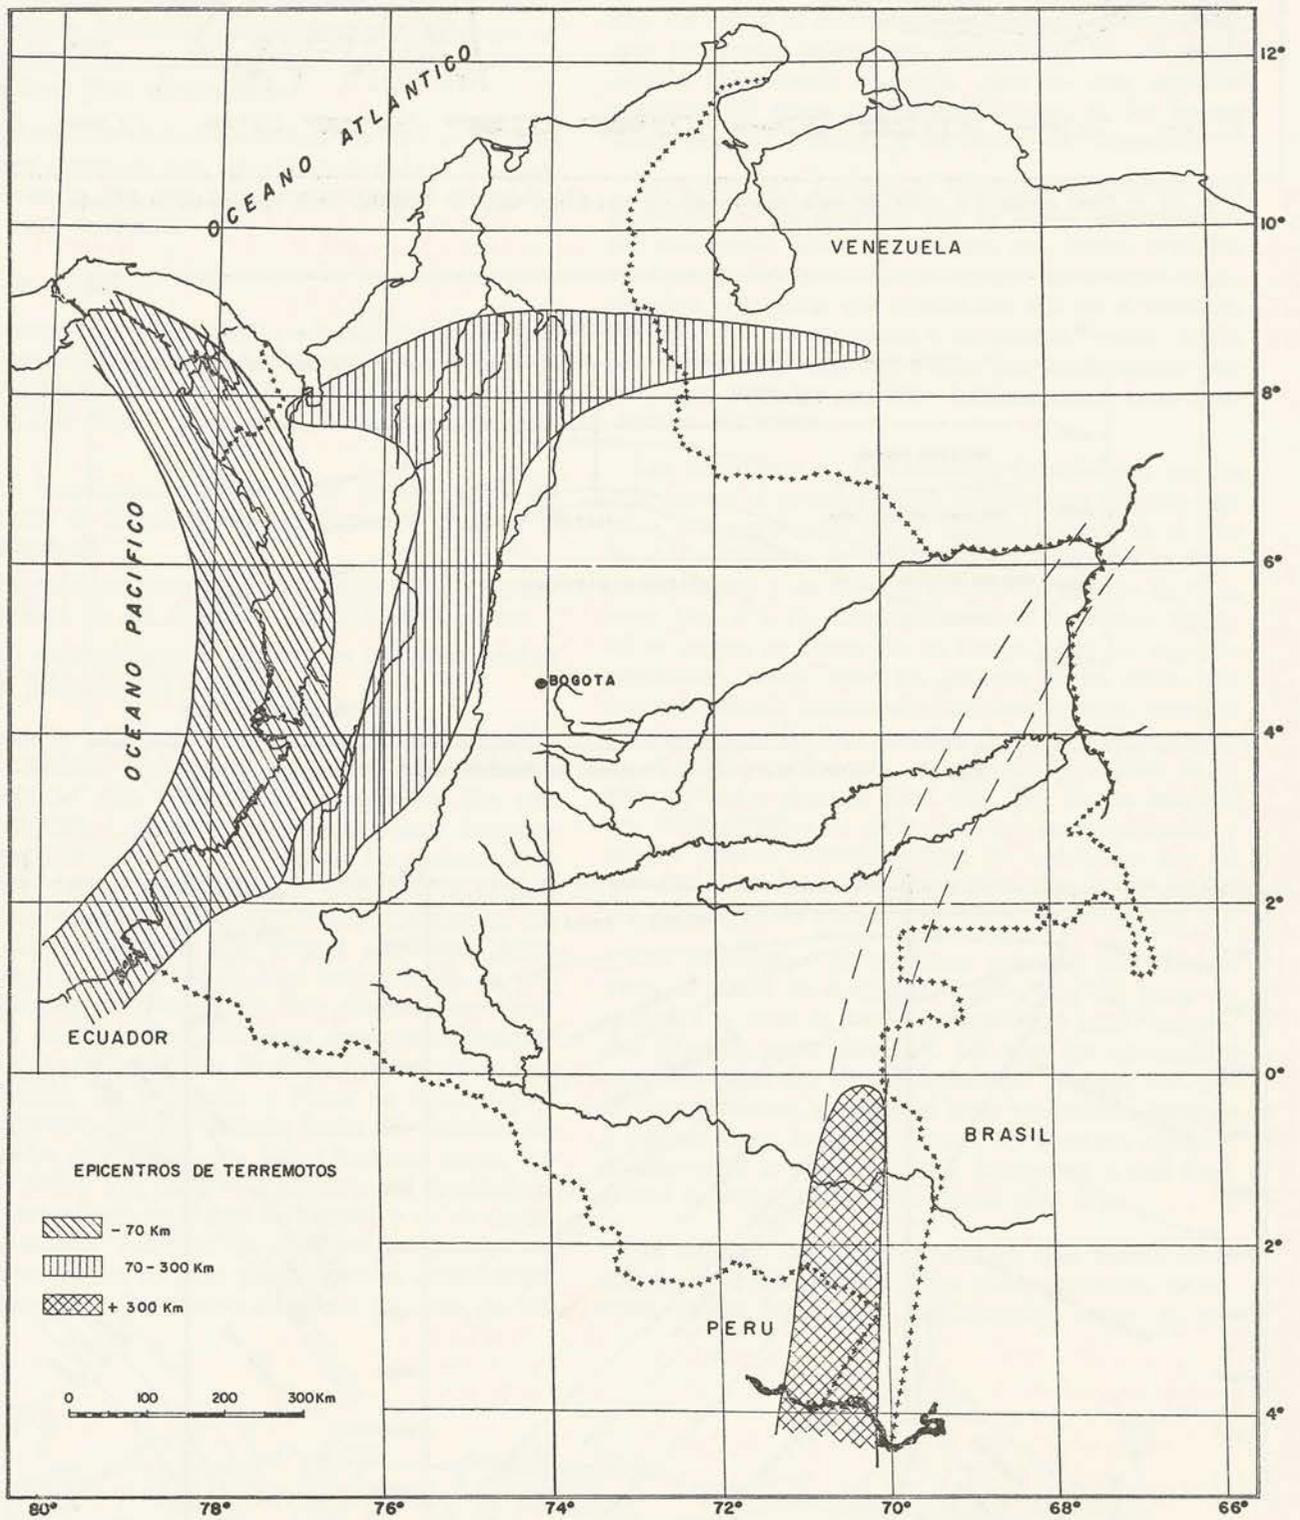 OCEANO ATLANTICO
12°
10°
VENEZUELA
8°
OCEANO PACIFICO
6°
BOGOTA
4°
2°
ECUADOR
0°
BRASIL
EPICENTROS DE TERREMOTOS
- 70 Km
70 - 300 Km
+ 300 Km
2°
PERU
0 100 200 300 Km
4°
80° 78° 76° 74° 72° 70° 68° 66°